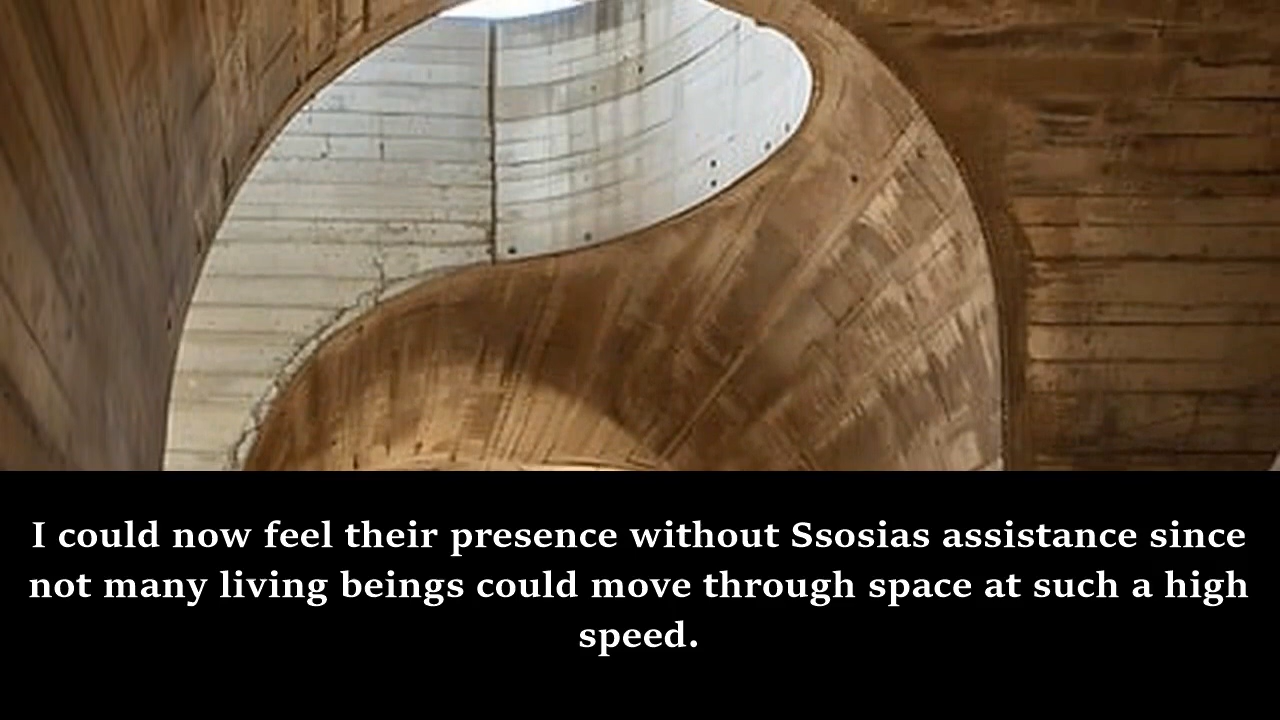 I could now feel their presence without Ssosias assistance since
not many living beings could move through space at such a high
speed.